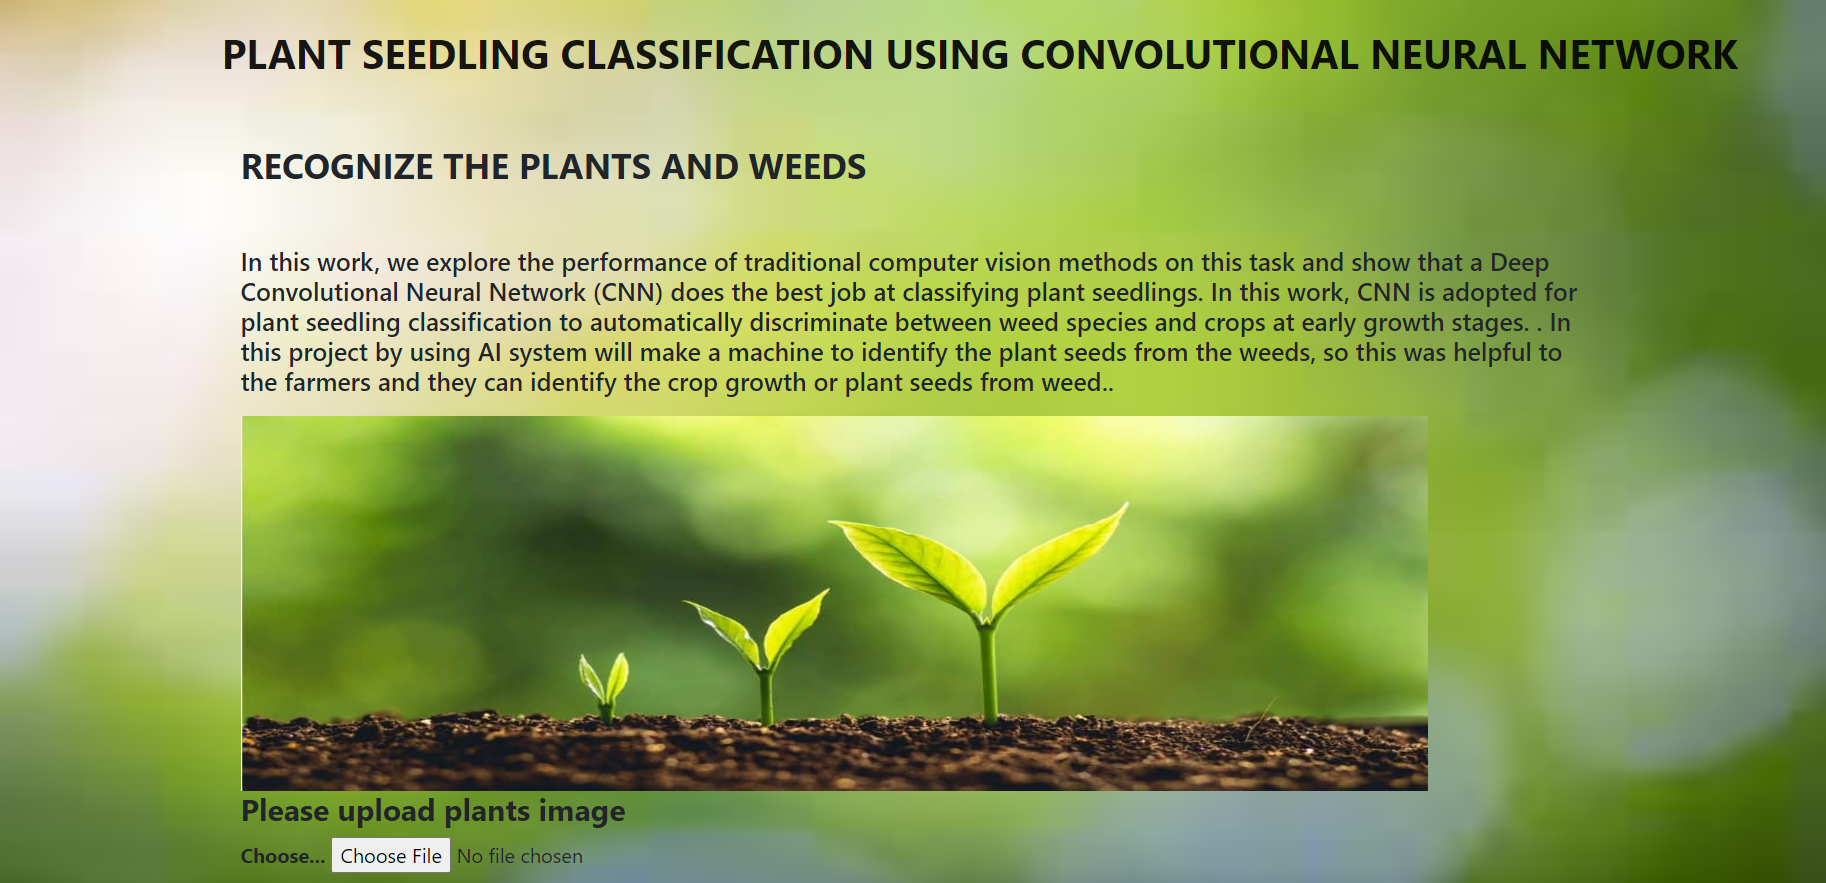 PLANT SEEDLING CLASSIFICATION USING CONVOLUTIONAL NEURAL NETWORK
RECOGNIZE THE PLANTS AND WEEDS
In this work, we explore the performance of traditional computer vision methods on this task and show that a Deep
Convolutional Neural Network (CNN) does the best job at classifying plant seedlings. In this work, CNN is adopted for
plant seedling classification to automatically discriminate between weed species and crops at early growth stages. . In
this project by using AI system will make a machine to identify the plant seeds from the weeds, so this was helpful to
the farmers and they can identify the crop growth or plant seeds from weed..
Please upload plants image
Choose... Choose File No file chosen